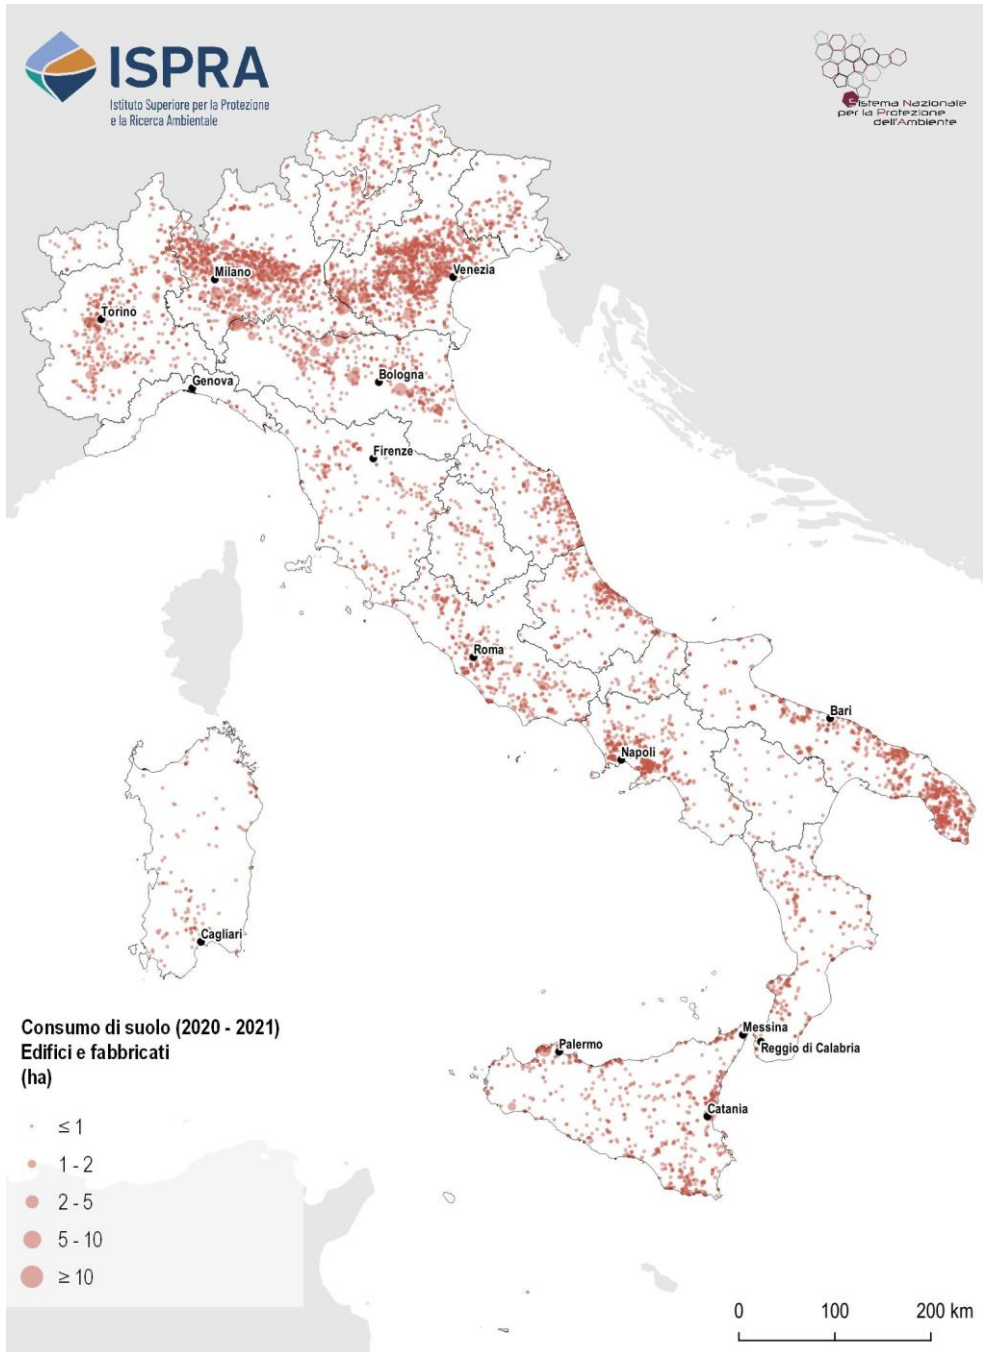 ISPRA
Istituto Superiore per la Protezione
e la Ricerca Ambientale
Sistema Nazionale
per la Protezione
dell'Ambiente
Milano
Venezia
Torino
Bologna
Genova
Firenze
Roma
Bari
Napoli
Cagliari
Messina
Reggio di Calabria
Palermo
Catania
Consumo di suolo (2020 - 2021)
Edifici e fabbricati
(ha)
≤ 1
1 - 2
2 - 5
5 - 10
≥ 10
0 100 200 km